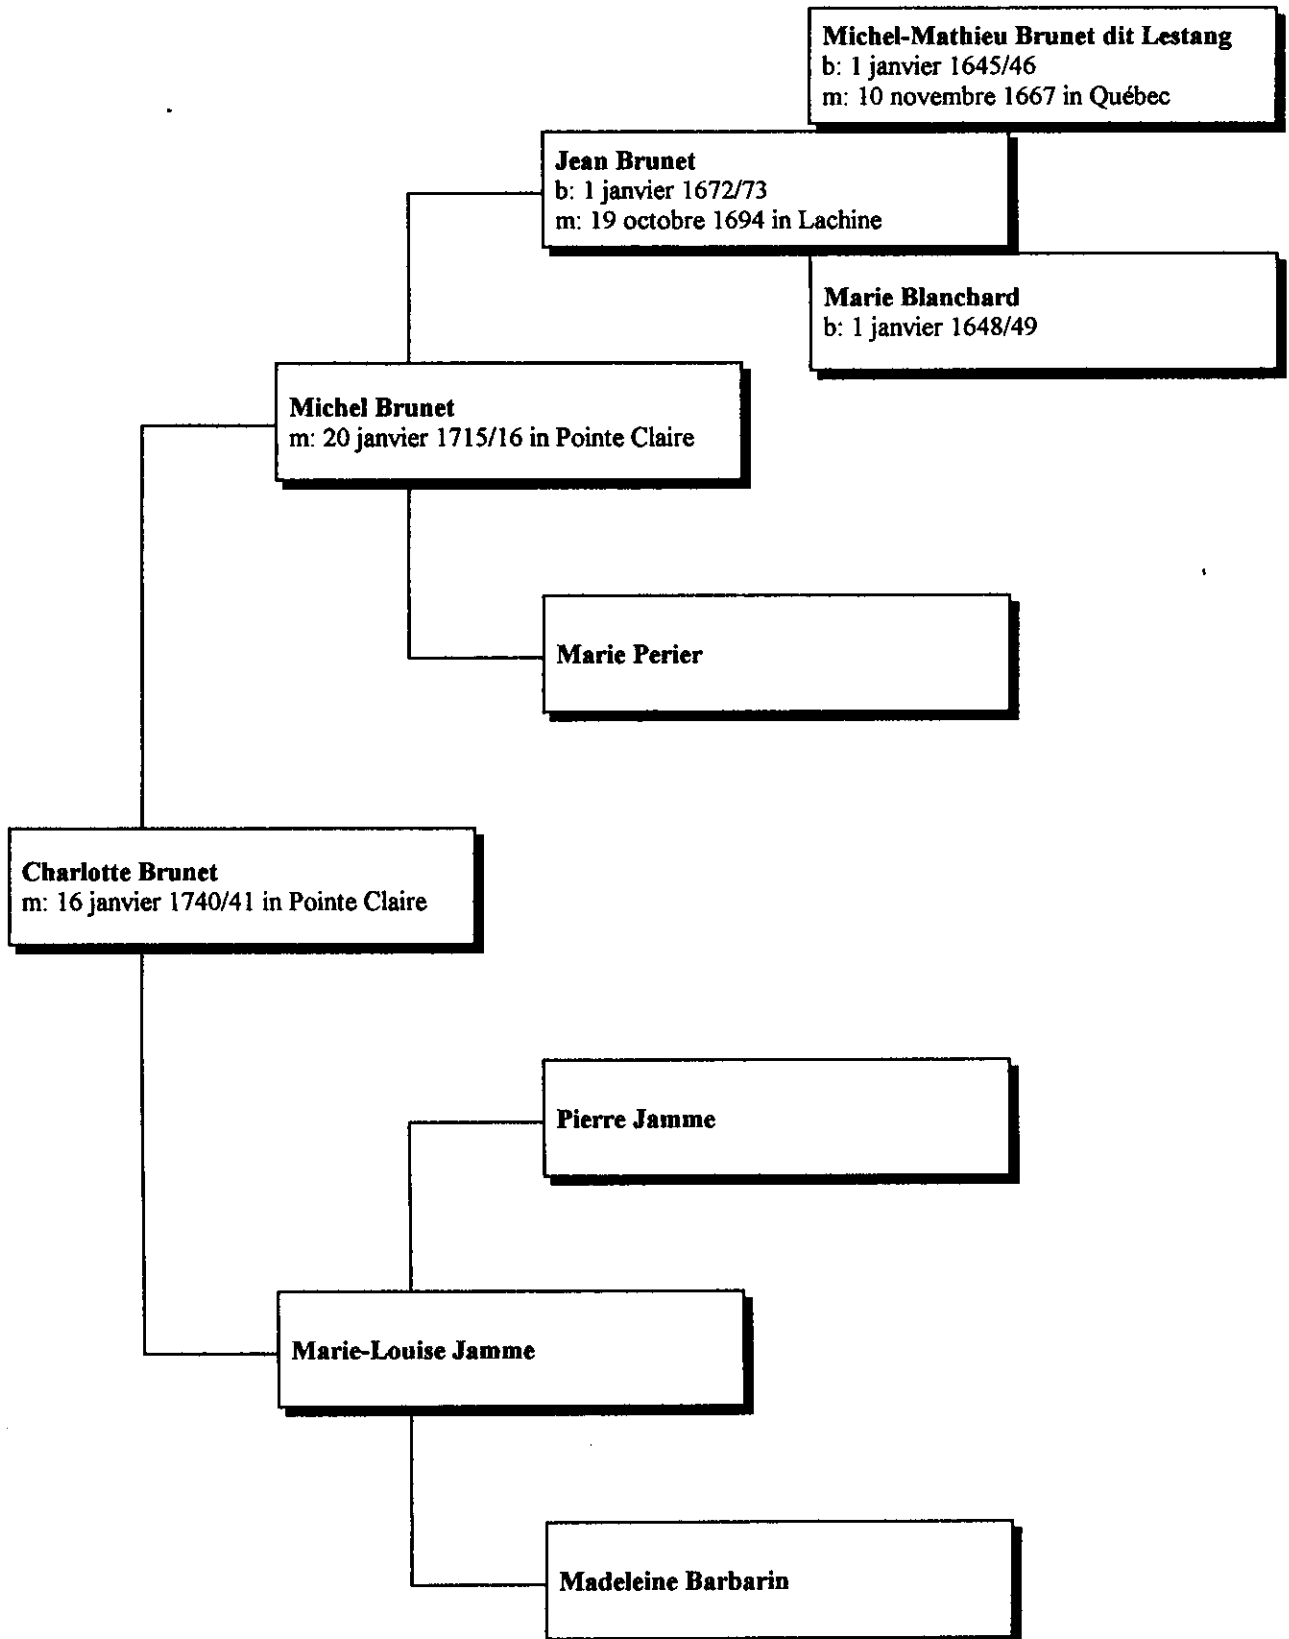 Michel-Mathieu Brunet dit Lestang
b: 1 janvier 1645/46
m: 10 novembre 1667 in Québec
Jean Brunet
b: 1 janvier 1672/73
m: 19 octobre 1694 in Lachine
Marie Blanchard
b: 1 janvier 1648/49
Michel Brunet
m: 20 janvier 1715/16 in Pointe Claire
Marie Perier
Charlotte Brunet
m: 16 janvier 1740/41 in Pointe Claire
Pierre Jamme
Marie-Louise Jamme
Madeleine Barbarin